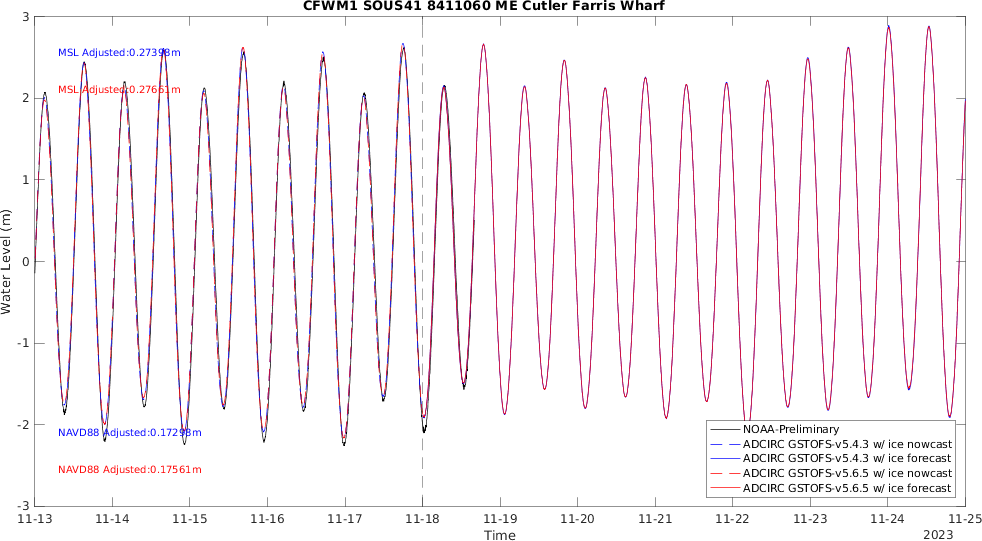 CFWM1 SOUS41 8411060 ME Cutler Farris Wharf
3
2
1
0
-1
-2
-3
Water Level (m)
MSL Adjusted:0.27398m
MSL Adjusted:0.27661m
NAVD88 Adjusted:0.17298m
NAVD88 Adjusted:0.17561m
NOAA-Preliminary
ADCIRC GSTOFS-v5.4.3 w/ ice nowcast
ADCIRC GSTOFS-v5.4.3 w/ ice forecast
ADCIRC GSTOFS-v5.6.5 w/ ice nowcast
ADCIRC GSTOFS-v5.6.5 w/ ice forecast
11-13 11-14 11-15 11-16 11-17 11-18 11-19 11-20 11-21 11-22 11-23 11-24 11-25
Time
2023